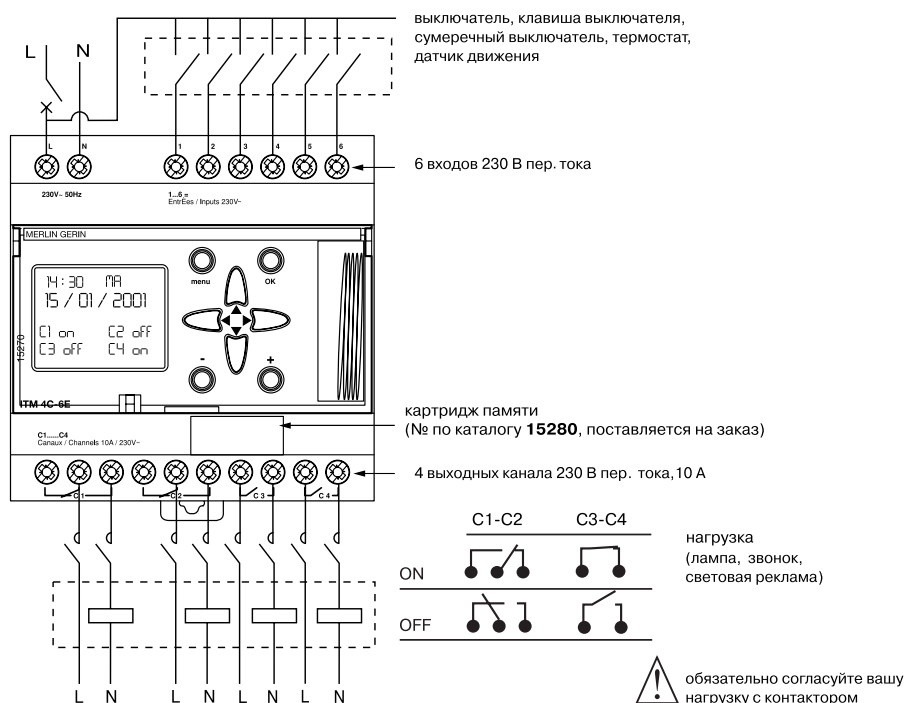 выключатель, клавиша выключателя,
сумеречный выключатель, термостат,
датчик движения
L N
L N 1 2 3 4 5 6
6 входов 230 В пер. тока
230V~ 50Hz
1...6 =
EntrÉes / Inputs 230V~
MERLIN GERIN
menu OK
14:30 MA
15 / 01 / 2001
C1 on C2 off
C3 off C4 on
15270
- +
ITM 4C-6E
картридж памяти
(№ по каталогу 15280, поставляется на заказ)
C1......C4
Canaux / Channels 10A / 230V~
4 выходных канала 230 В пер. тока,10 А
C 1 C 2 C 3 C 4
C1-C2 C3-C4
нагрузка
(лампа, звонок,
световая реклама)
ON
OFF
L N L N L N L N
обязательно согласуйте вашу
нагрузку с контактором